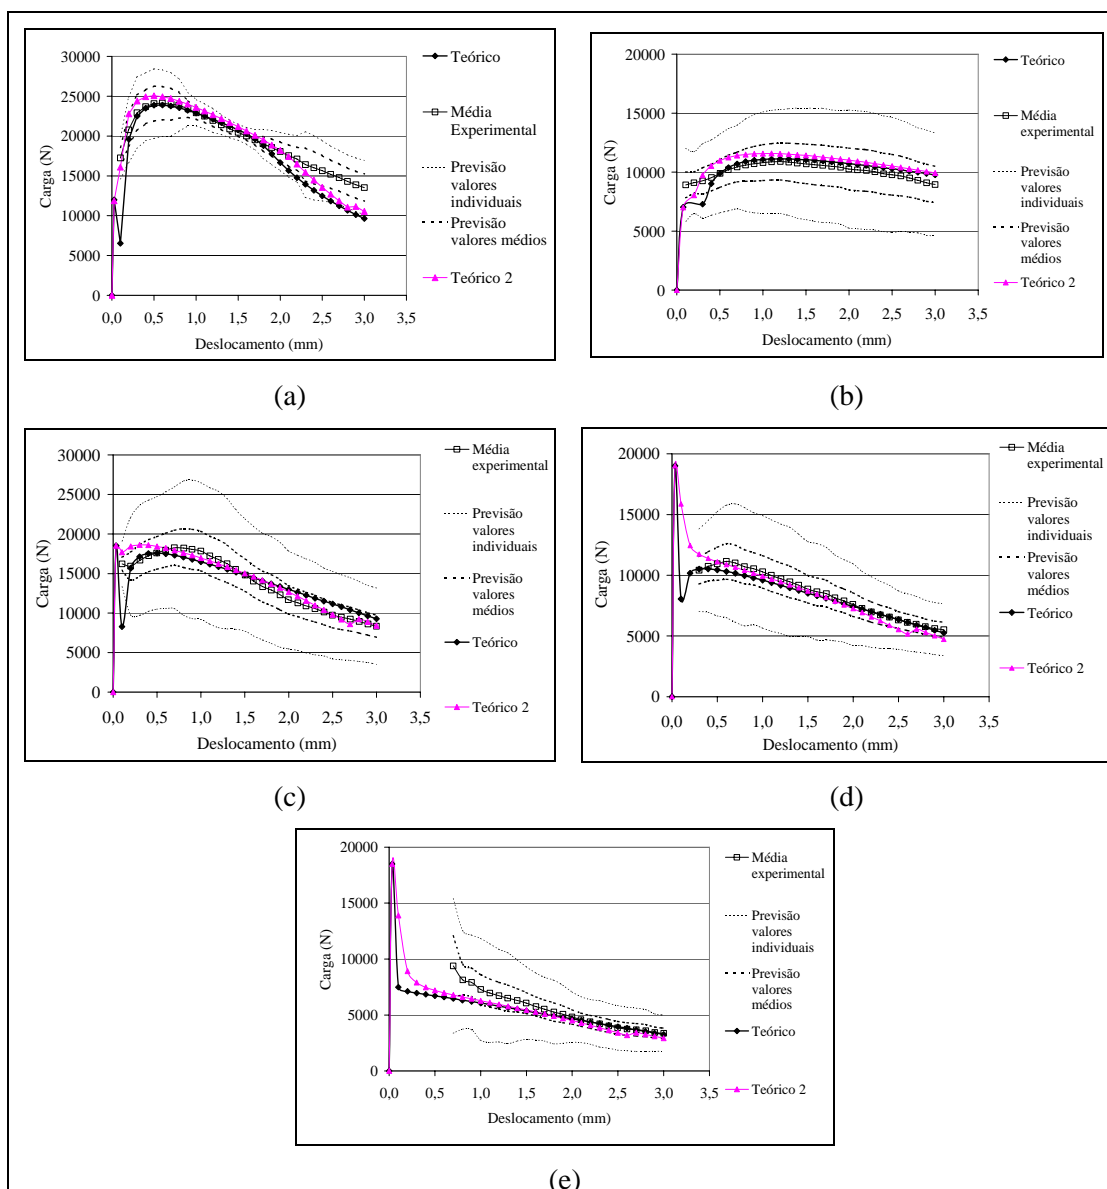 30000
25000
20000
15000
10000
5000
0
Carga (N)
0,0 0,5 1,0 1,5 2,0 2,5 3,0 3,5
Deslocamento (mm)
Teórico
Média
Experimental
Previsão
valores
individuais
Previsão
valores médios
Teórico 2
(a)
20000
15000
10000
5000
0
Carga (N)
0,0 0,5 1,0 1,5 2,0 2,5 3,0 3,5
Deslocamento (mm)
Teórico
Média
experimental
Previsão
valores
individuais
Previsão
valores
médios
Teórico 2
(b)
30000
25000
20000
15000
10000
5000
0
Carga (N)
0,0 0,5 1,0 1,5 2,0 2,5 3,0 3,5
Deslocamento (mm)
Média
experimental
Previsão
valores
individuais
Previsão
valores
médios
Teórico
Teórico 2
(c)
20000
15000
10000
5000
0
Carga (N)
0,0 0,5 1,0 1,5 2,0 2,5 3,0 3,5
Deslocamento (mm)
Média
experimental
Previsão
valores
individuais
Previsão
valores
médios
Teórico
Teórico 2
(d)
20000
15000
10000
5000
0
Carga (N)
0,0 0,5 1,0 1,5 2,0 2,5 3,0 3,5
Deslocamento (mm)
Média
experimental
Previsão
valores
individuais
Previsão
valores
médios
Teórico
Teórico 2
(e)